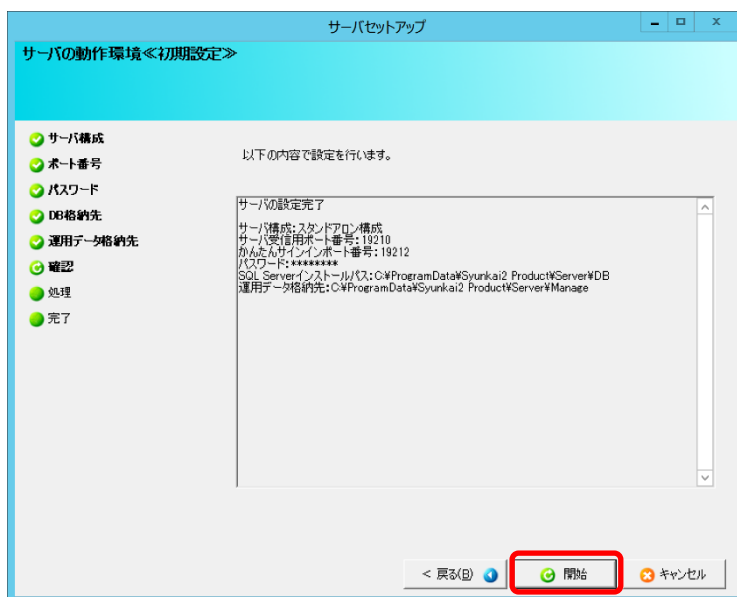 サーバセットアップ
サーバの動作環境≪初期設定≫
サーバ構成
ポート番号
パスワード
DB格納先
運用データ格納先
確認
処理
完了
以下の内容で設定を行います。
サーバの設定完了
サーバ構成:スタンドアロン構成
サーバ受信用ポート番号:19210
かんたんサインインポート番号:19212
パスワード:********
SQL Serverインストールパス:C:¥ProgramData¥Syunkai2 Product¥Server¥DB
運用データ格納先:C:¥ProgramData¥Syunkai2 Product¥Server¥Manage
< 戻る(B)
開始
キャンセル